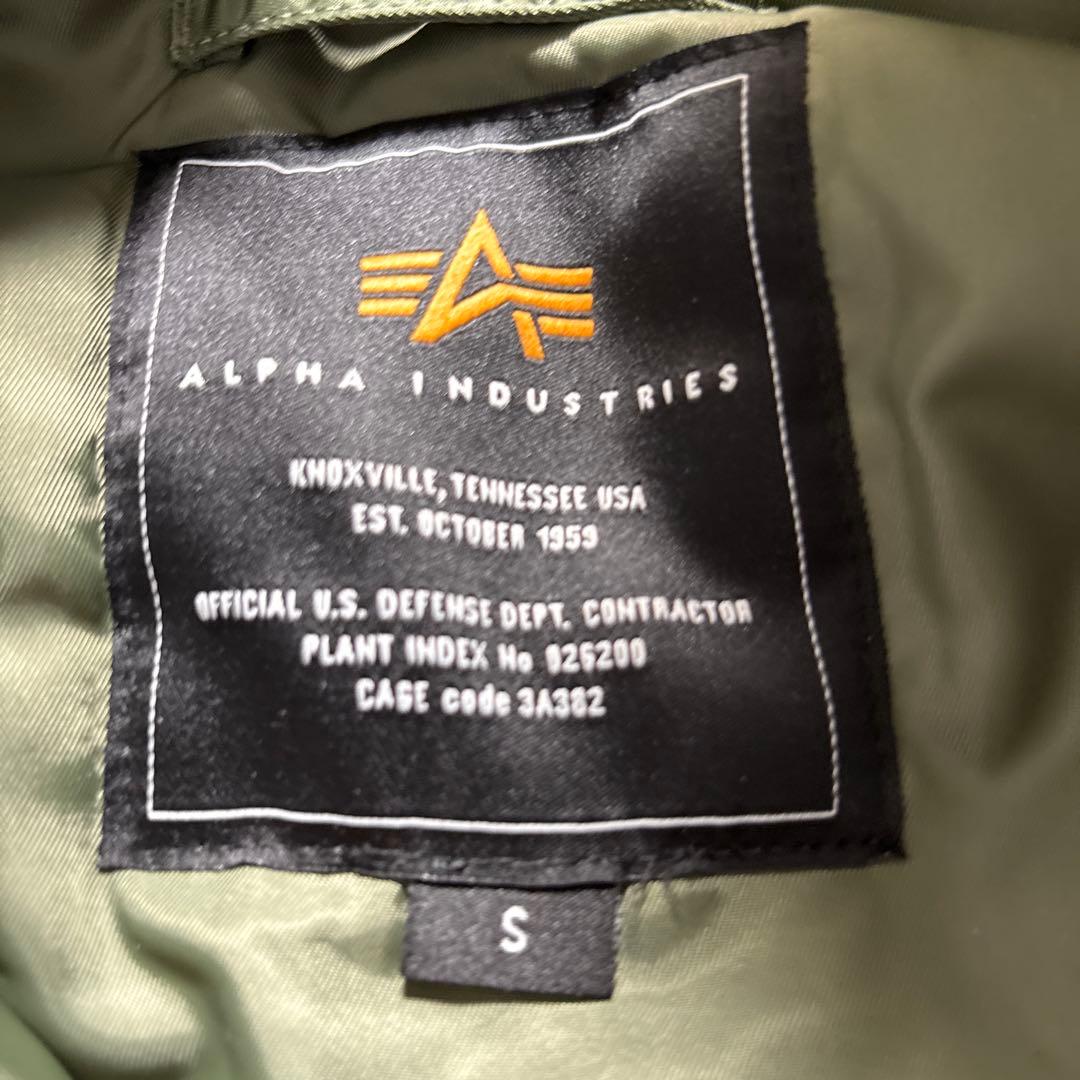 ALPHA INDUSTRIES
KNOXVILLE, TENNESSEE USA
EST. OCTOBER 1959
OFFICIAL U.S. DEFENSE DEPT. CONTRACTOR
PLANT INDEX No 026200
CAGE code 3A382
S